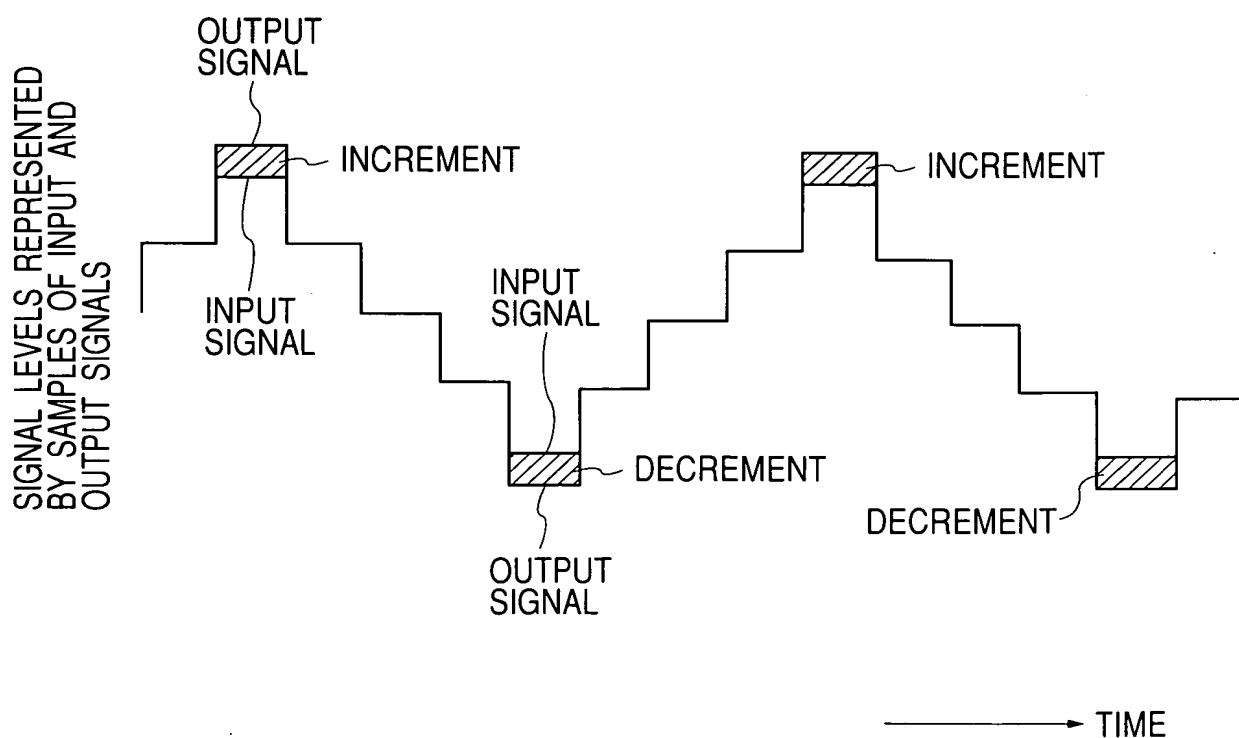 SIGNAL LEVELS REPRESENTED
BY SAMPLES OF INPUT AND
OUTPUT SIGNALS
OUTPUT
SIGNAL
INCREMENT
INPUT
SIGNAL
INPUT
SIGNAL
DECREMENT
OUTPUT
SIGNAL
INCREMENT
DECREMENT
TIME